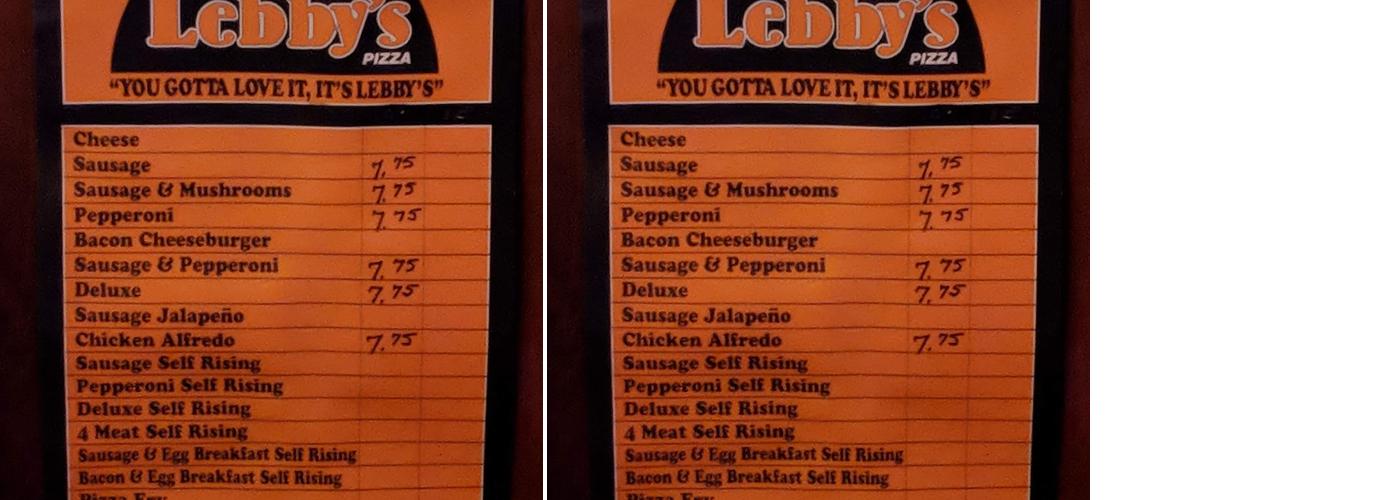 Lebby's
PIZZA
"YOU GOTTA LOVE IT, IT'S LEBBY'S"
Cheese
Sausage 7.75
Sausage & Mushrooms 7.75
Pepperoni 7.75
Bacon Cheeseburger
Sausage & Pepperoni 7.75
Deluxe 7.75
Sausage Jalapeño
Chicken Alfredo 7.75
Sausage Self Rising
Pepperoni Self Rising
Deluxe Self Rising
4 Meat Self Rising
Sausage & Egg Breakfast Self Rising
Bacon & Egg Breakfast Self Rising
Lebby's
PIZZA
"YOU GOTTA LOVE IT, IT'S LEBBY'S"
Cheese
Sausage 7.75
Sausage & Mushrooms 7.75
Pepperoni 7.75
Bacon Cheeseburger
Sausage & Pepperoni 7.75
Deluxe 7.75
Sausage Jalapeño
Chicken Alfredo 7.75
Sausage Self Rising
Pepperoni Self Rising
Deluxe Self Rising
4 Meat Self Rising
Sausage & Egg Breakfast Self Rising
Bacon & Egg Breakfast Self Rising